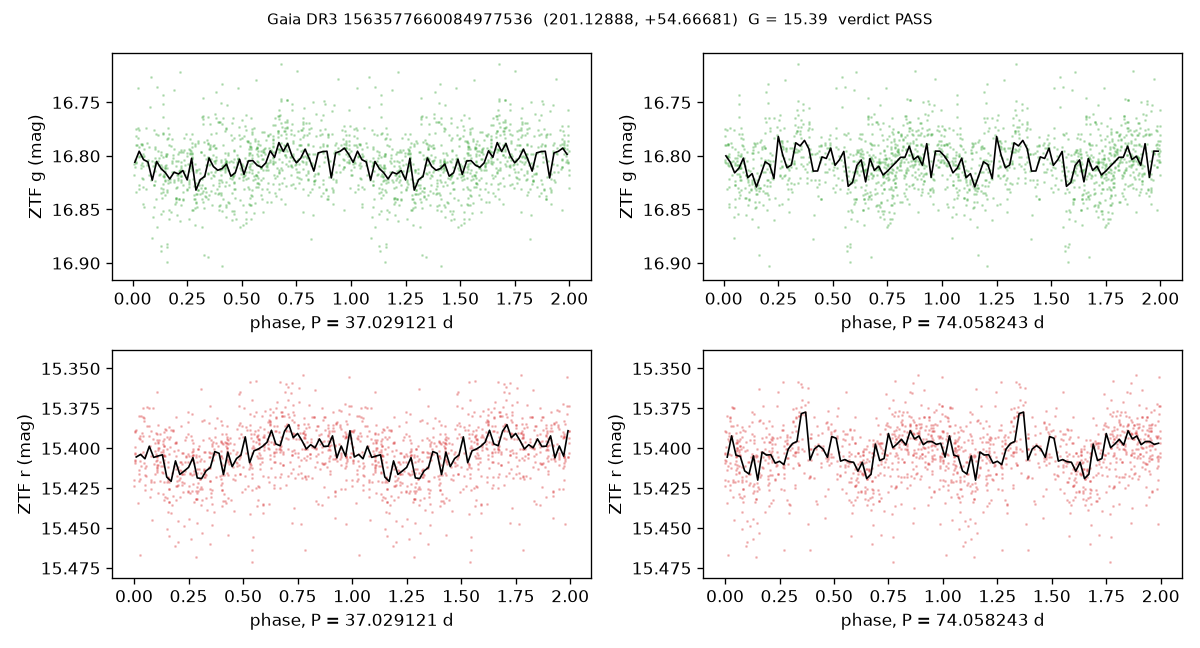 Gaia DR3 1563577660084977536  (201.12888, +54.66681)  G = 15.39  verdict PASS
ZTF g (mag)
16.75
16.80
16.85
16.90
0.00 0.25 0.50 0.75 1.00 1.25 1.50 1.75 2.00
phase, P = 37.029121 d
ZTF g (mag)
16.75
16.80
16.85
16.90
0.00 0.25 0.50 0.75 1.00 1.25 1.50 1.75 2.00
phase, P = 74.058243 d
ZTF r (mag)
15.350
15.375
15.400
15.425
15.450
15.475
0.00 0.25 0.50 0.75 1.00 1.25 1.50 1.75 2.00
phase, P = 37.029121 d
ZTF r (mag)
15.350
15.375
15.400
15.425
15.450
15.475
0.00 0.25 0.50 0.75 1.00 1.25 1.50 1.75 2.00
phase, P = 74.058243 d